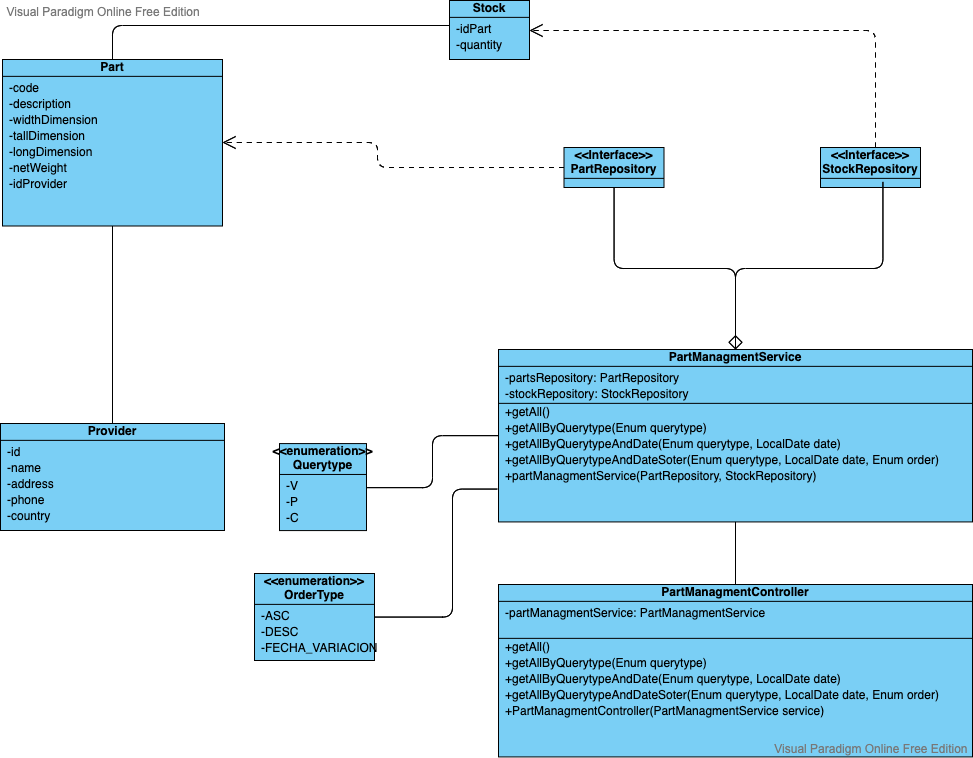 Visual Paradigm Online Free Edition
Stock
-idPart
-quantity
Part
-code
-description
-widthDimension
-tallDimension
-longDimension
-netWeight
-idProvider
<<Interface>>
PartRepository
<<Interface>>
StockRepository
PartManagmentService
-partsRepository: PartRepository
-stockRepository: StockRepository
+getAll()
+getAllByQuerytype(Enum querytype)
+getAllByQuerytypeAndDate(Enum querytype, LocalDate date)
+getAllByQuerytypeAndDateSoter(Enum querytype, LocalDate date, Enum order)
+partManagmentService(PartRepository, StockRepository)
Provider
-id
-name
-address
-phone
-country
<<enumeration>>
Querytype
-V
-P
-C
<<enumeration>>
OrderType
-ASC
-DESC
-FECHA_VARIACION
PartManagmentController
-partManagmentService: PartManagmentService
+getAll()
+getAllByQuerytype(Enum querytype)
+getAllByQuerytypeAndDate(Enum querytype, LocalDate date)
+getAllByQuerytypeAndDateSoter(Enum querytype, LocalDate date, Enum order)
+PartManagmentController(PartManagmentService service)
Visual Paradigm Online Free Edition